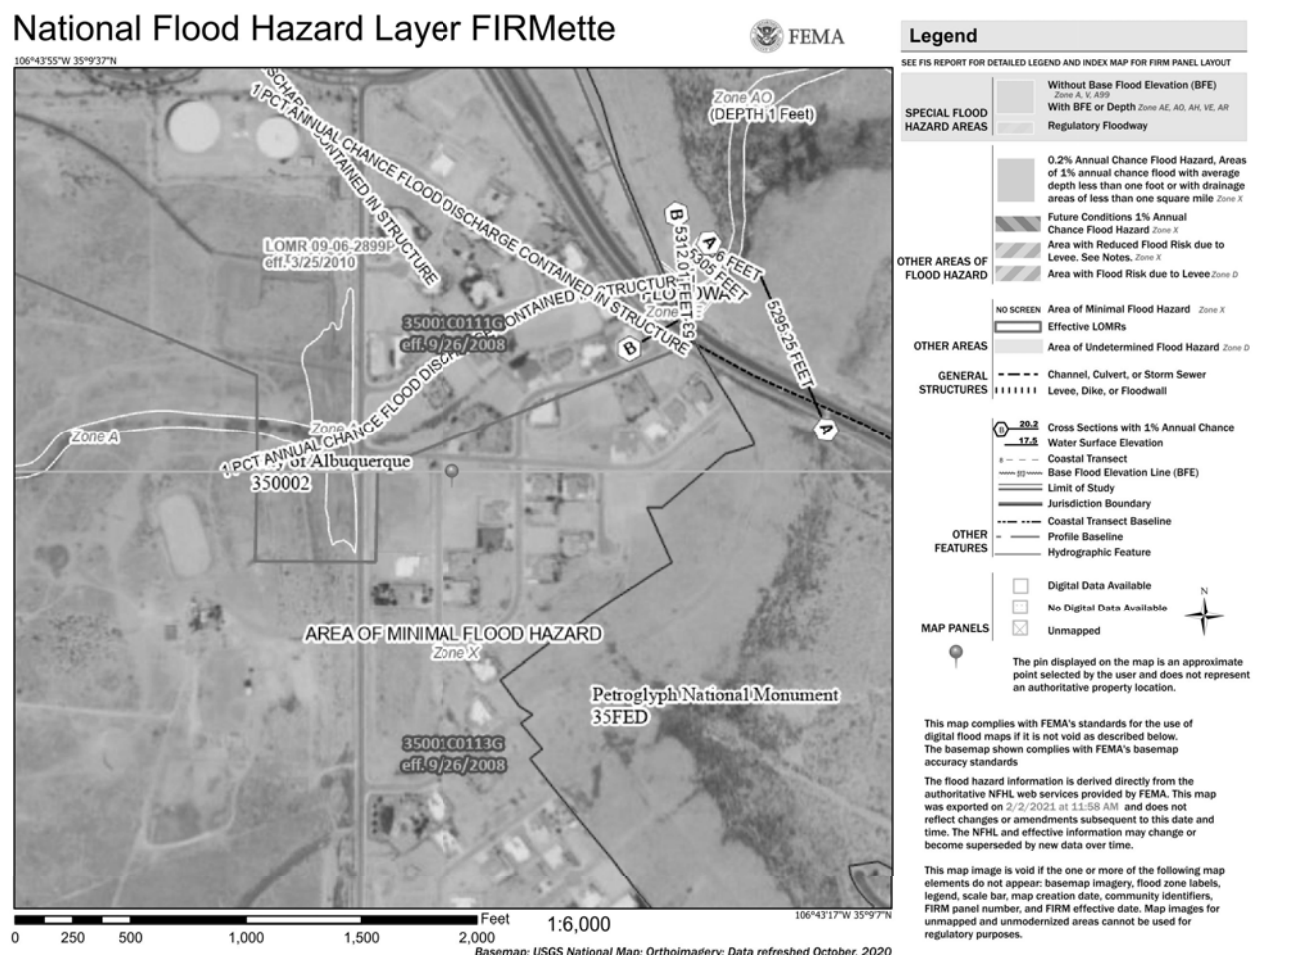 National Flood Hazard Layer FIRMette
FEMA
106°43'55"W 35°9'37"N
SCHARGE CONTAINED IN STRUCTURE
1 PCT ANNUAL CHANCE FLOOD DISCHARGE CONTAINED IN STRUCTURE
Zone AO
(DEPTH 1 Feet)
LOMR 09-06-2899P
eff. 3/25/2010
B
A
6 FEET
5305 FEET
5312.01 FEET
5295.25 FEET
Zone
35001C0111G
eff. 9/26/2008
B
A
Zone A
Zone
1 PCT ANNUAL CHANCE FLOOD DISCHARGE CONTAINED IN STRUCTURE
y of Albuquerque
350002
AREA OF MINIMAL FLOOD HAZARD
Zone X
Petroglyph National Monument
35FED
35001C0113G
eff. 9/26/2008
106°43'17"W 35°9'7"N
Feet
1:6,000
0 250 500 1,000 1,500 2,000
Basemap: USGS National Map: Orthoimagery: Data refreshed October, 2020
Legend
SEE FIS REPORT FOR DETAILED LEGEND AND INDEX MAP FOR FIRM PANEL LAYOUT
SPECIAL FLOOD
HAZARD AREAS
Without Base Flood Elevation (BFE)
Zone A, V, A99
With BFE or Depth Zone AE, AO, AH, VE, AR
Regulatory Floodway
0.2% Annual Chance Flood Hazard, Areas
of 1% annual chance flood with average
depth less than one foot or with drainage
areas of less than one square mile Zone X
Future Conditions 1% Annual
Chance Flood Hazard Zone X
Area with Reduced Flood Risk due to
Levee. See Notes. Zone X
Area with Flood Risk due to Levee Zone D
OTHER AREAS OF
FLOOD HAZARD
NO SCREEN Area of Minimal Flood Hazard Zone X
Effective LOMRs
OTHER AREAS
Area of Undetermined Flood Hazard Zone D
GENERAL
STRUCTURES
Channel, Culvert, or Storm Sewer
Levee, Dike, or Floodwall
20.2 Cross Sections with 1% Annual Chance
17.5 Water Surface Elevation
Coastal Transect
Base Flood Elevation Line (BFE)
Limit of Study
Jurisdiction Boundary
Coastal Transect Baseline
OTHER
FEATURES
Profile Baseline
Hydrographic Feature
Digital Data Available
No Digital Data Available
N
MAP PANELS
Unmapped
The pin displayed on the map is an approximate
point selected by the user and does not represent
an authoritative property location.
This map complies with FEMA's standards for the use of
digital flood maps if it is not void as described below.
The basemap shown complies with FEMA's basemap
accuracy standards
The flood hazard information is derived directly from the
authoritative NFHL web services provided by FEMA. This map
was exported on 2/2/2021 at 11:58 AM and does not
reflect changes or amendments subsequent to this date and
time. The NFHL and effective information may change or
become superseded by new data over time.
This map image is void if the one or more of the following map
elements do not appear: basemap imagery, flood zone labels,
legend, scale bar, map creation date, community identifiers,
FIRM panel number, and FIRM effective date. Map images for
unmapped and unmodernized areas cannot be used for
regulatory purposes.